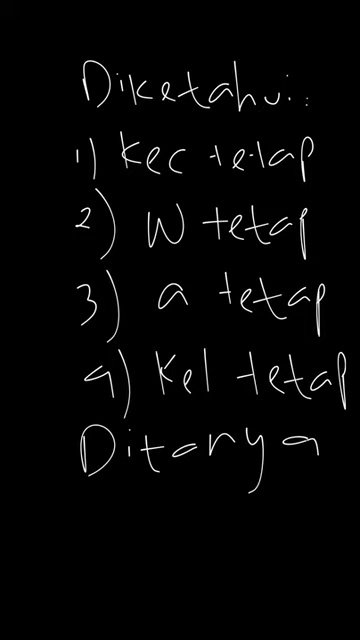 Diketahui:
1) Kec tetap
2) W tetap
3) a tetap
4) Kel tetap
Ditanya